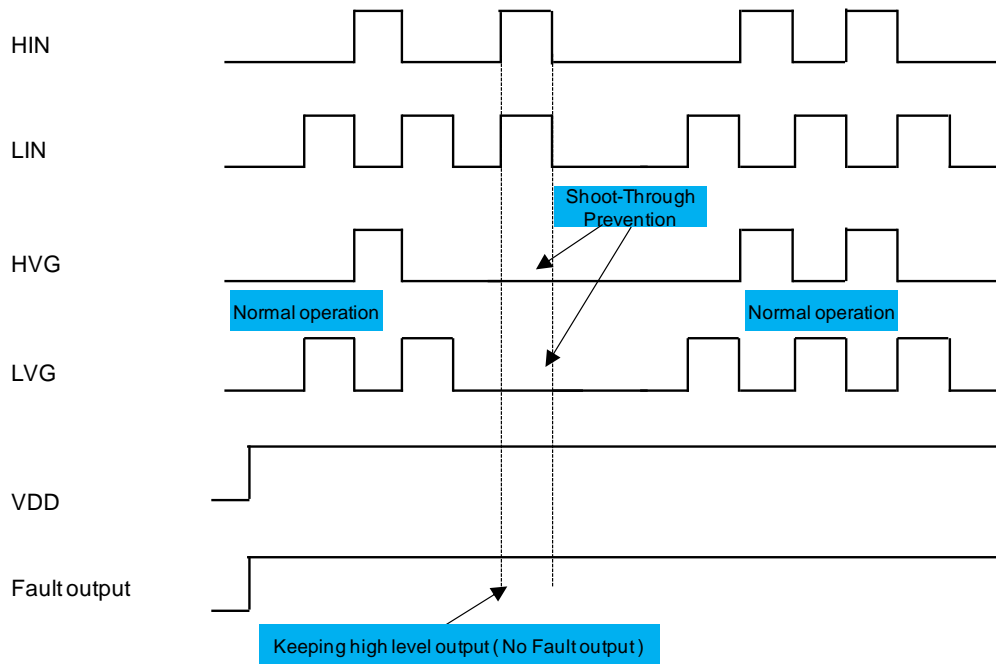 HIN
LIN
Shoot-Through
Prevention
HVG
Normal operation
Normal operation
LVG
VDD
Fault output
Keeping high level output ( No Fault output )